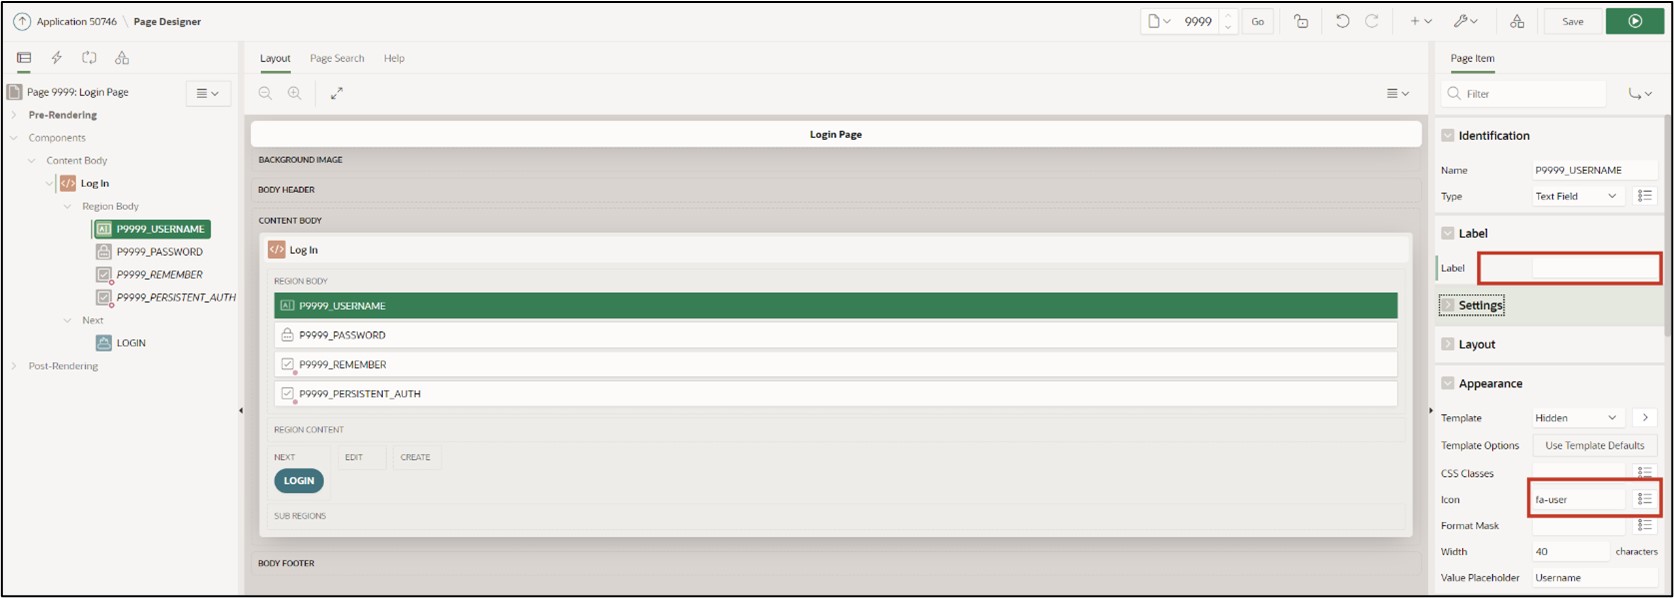 Application 50746 \ Page Designer
9999
Go
Save
Layout
Page Search
Help
Page 9999: Login Page
Pre-Rendering
Components
Content Body
Log In
Region Body
P9999_USERNAME
P9999_PASSWORD
P9999_REMEMBER
P9999_PERSISTENT_AUTH
Next
LOGIN
Post-Rendering
Login Page
BACKGROUND IMAGE
BODY HEADER
CONTENT BODY
Log In
REGION BODY
P9999_USERNAME
P9999_PASSWORD
P9999_REMEMBER
P9999_PERSISTENT_AUTH
REGION CONTENT
NEXT EDIT CREATE
LOGIN
SUB REGIONS
BODY FOOTER
Page Item
Filter
Identification
Name P9999_USERNAME
Type Text Field
Label
Label
Settings
Layout
Appearance
Template Hidden
Template Options Use Template Defaults
CSS Classes
Icon fa-user
Format Mask
Width 40 characters
Value Placeholder Username